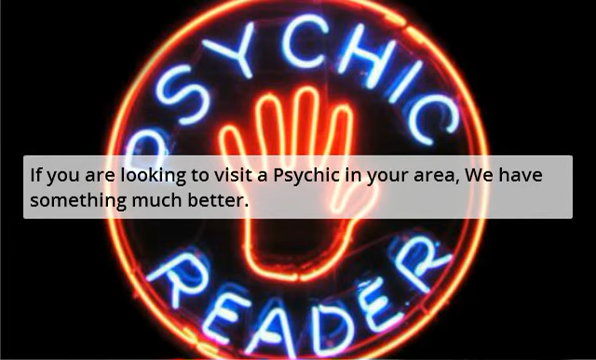 PSYCHIC
If you are looking to visit a Psychic in your area, We have
something much better.
READER